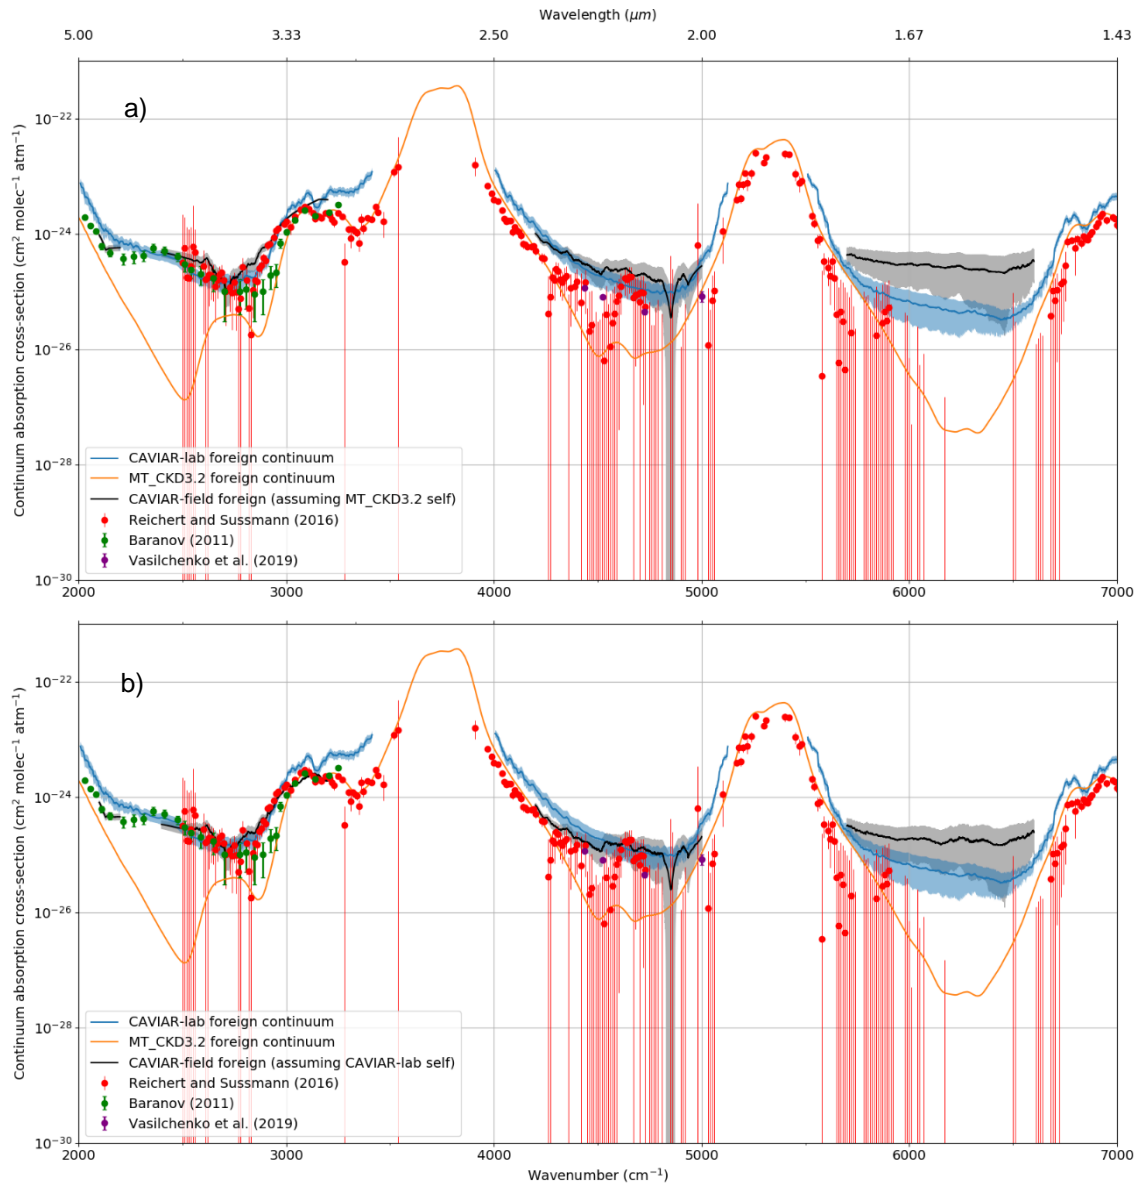 Wavelength (μm)
5.00 3.33 2.50 2.00 1.67 1.43
a)
Continuum absorption cross-section (cm² molec⁻¹ atm⁻¹)
10⁻²²
10⁻²⁴
10⁻²⁶
10⁻²⁸
10⁻³⁰
CAVIAR-lab foreign continuum
MT_CKD3.2 foreign continuum
CAVIAR-field foreign (assuming MT_CKD3.2 self)
Reichert and Sussmann (2016)
Baranov (2011)
Vasilchenko et al. (2019)
2000 3000 4000 5000 6000 7000
b)
Continuum absorption cross-section (cm² molec⁻¹ atm⁻¹)
10⁻²²
10⁻²⁴
10⁻²⁶
10⁻²⁸
10⁻³⁰
CAVIAR-lab foreign continuum
MT_CKD3.2 foreign continuum
CAVIAR-field foreign (assuming CAVIAR-lab self)
Reichert and Sussmann (2016)
Baranov (2011)
Vasilchenko et al. (2019)
2000 3000 4000 5000 6000 7000
Wavenumber (cm⁻¹)